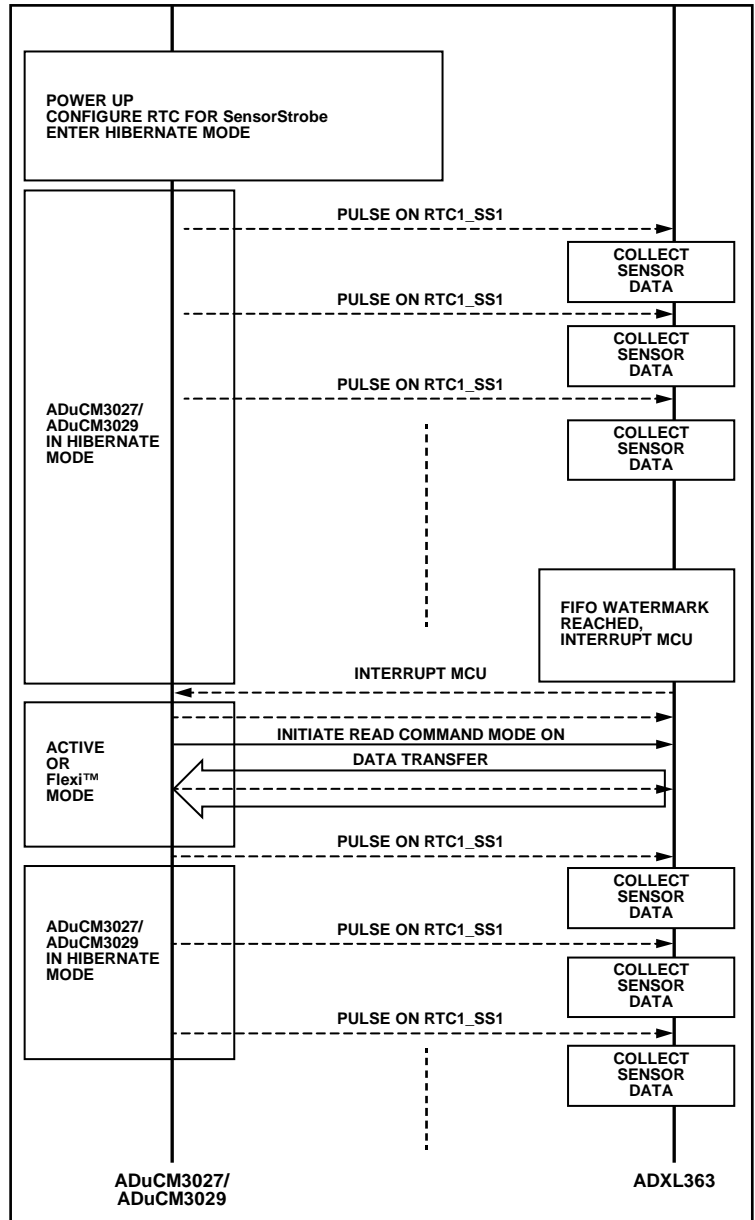 POWER UP
CONFIGURE RTC FOR SensorStrobe
ENTER HIBERNATE MODE
PULSE ON RTC1_SS1
COLLECT
SENSOR
DATA
PULSE ON RTC1_SS1
COLLECT
SENSOR
DATA
PULSE ON RTC1_SS1
ADuCM3027/
ADuCM3029
IN HIBERNATE
MODE
COLLECT
SENSOR
DATA
FIFO WATERMARK
REACHED,
INTERRUPT MCU
INTERRUPT MCU
INITIATE READ COMMAND MODE ON
ACTIVE
OR
Flexi™
MODE
DATA TRANSFER
PULSE ON RTC1_SS1
COLLECT
SENSOR
DATA
ADuCM3027/
ADuCM3029
IN HIBERNATE
MODE
PULSE ON RTC1_SS1
COLLECT
SENSOR
DATA
PULSE ON RTC1_SS1
COLLECT
SENSOR
DATA
ADuCM3027/
ADuCM3029
ADXL363